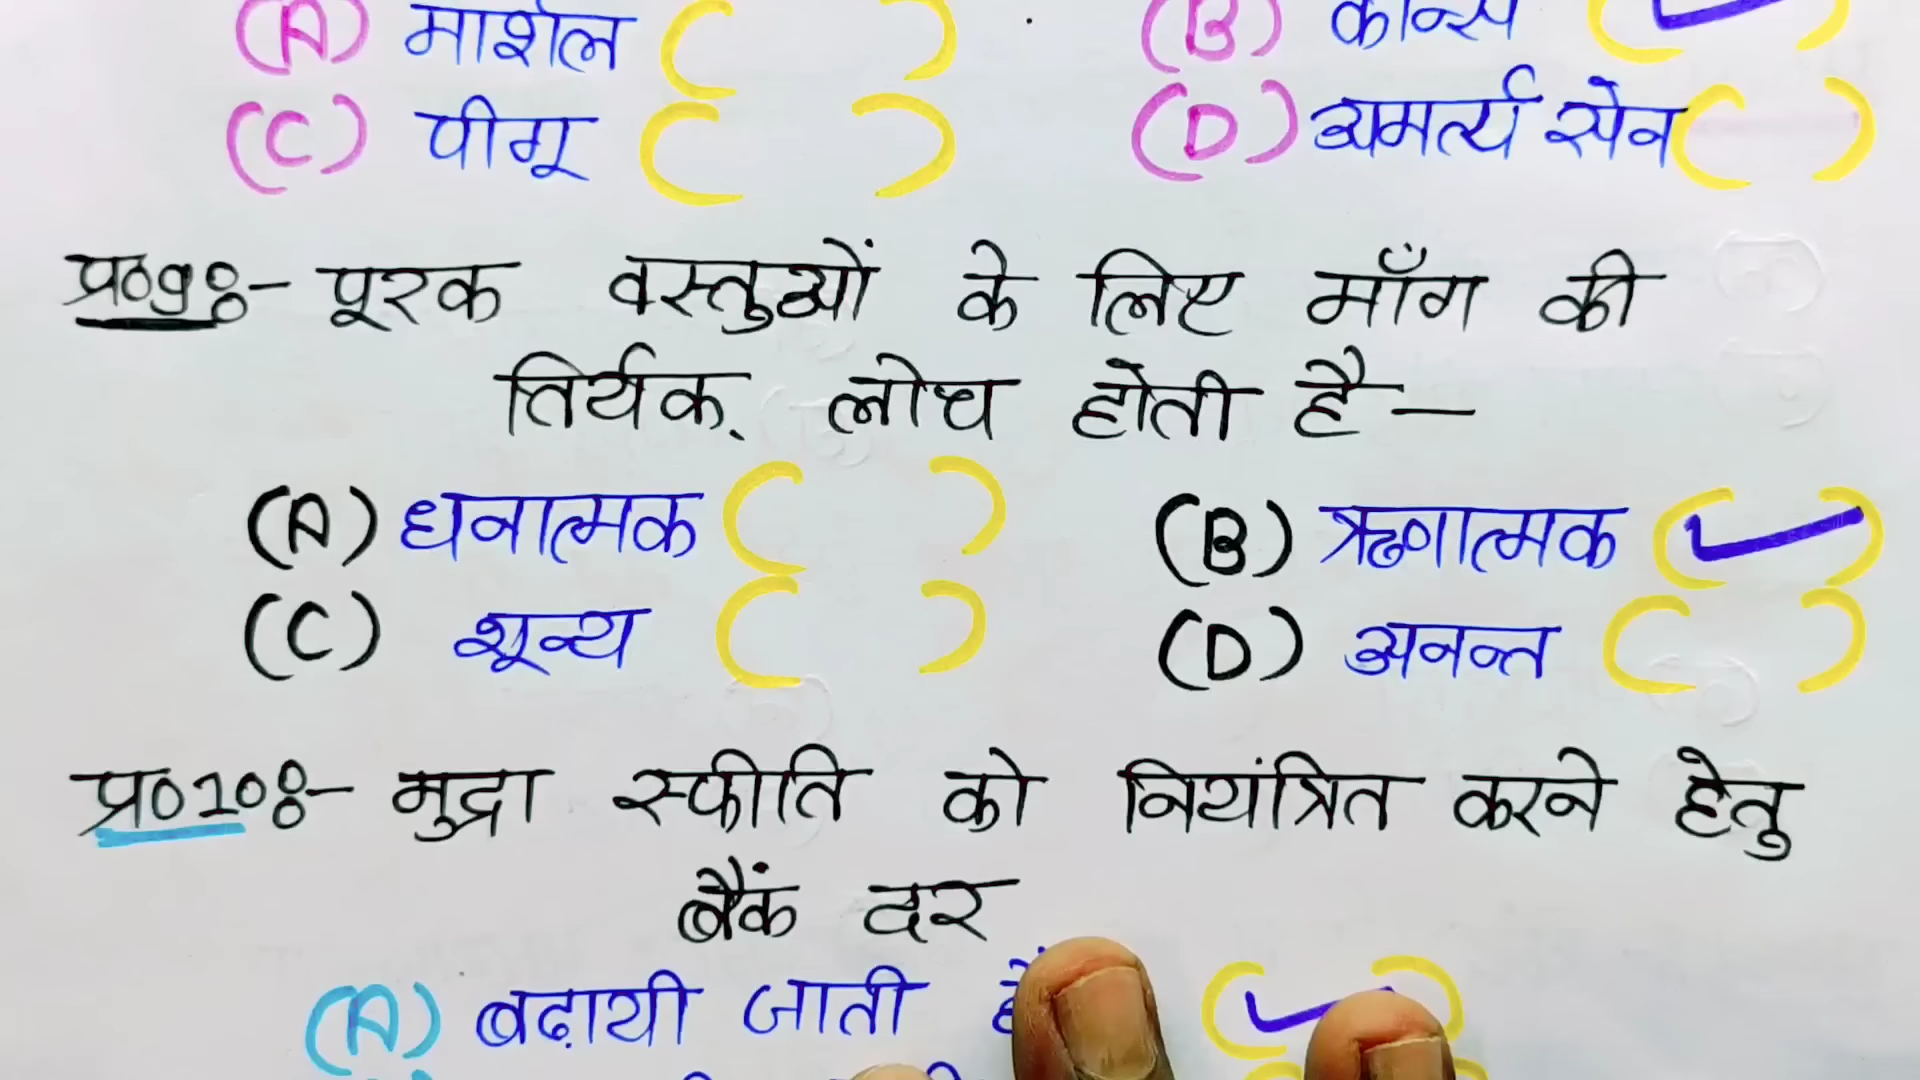 (A) मार्शल ( ) (B) कीन्स (✓)
(C) पीगू ( ) (D) अमर्त्य सेन ( )
प्र०9ः- पूरक वस्तुओं के लिए माँग की
तिर्यक् लोच होती है –
(A) धनात्मक ( ) (B) ऋणात्मक (✓)
(C) शून्य ( ) (D) अनन्त ( )
प्र०10ः- मुद्रा स्फीति को नियंत्रित करने हेतु
बैंक दर
(A) बढ़ायी जाती (✓)